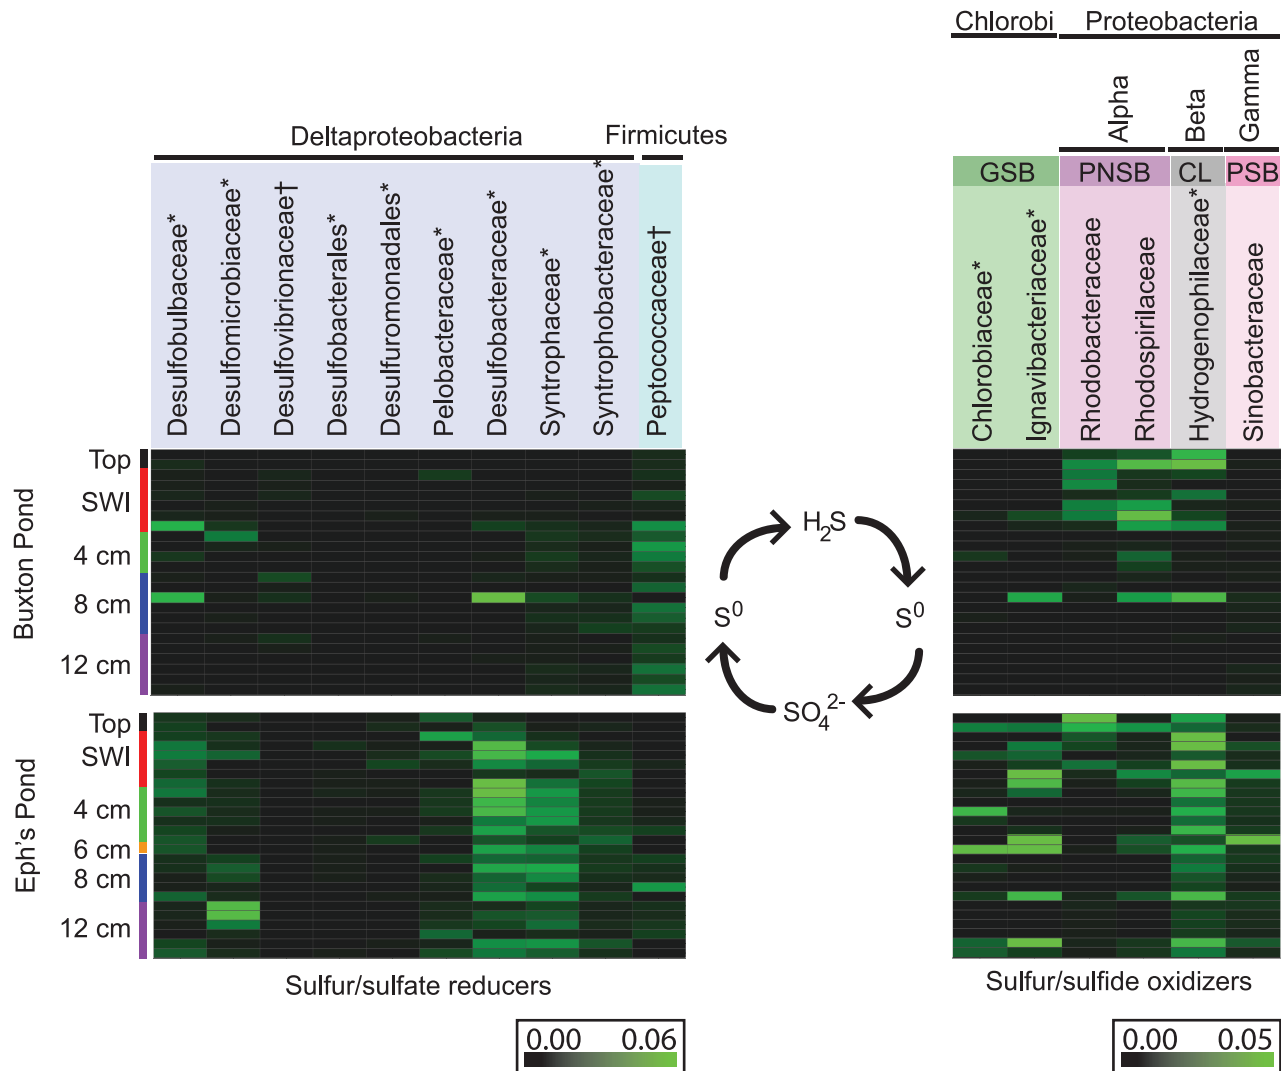 Chlorobi Proteobacteria
Alpha
Beta
Gamma
Deltaproteobacteria Firmicutes
GSB PNSB CL PSB
Desulfobulbaceae*
Desulfomicrobiaceae*
Desulfovibrionaceae†
Desulfobacterales*
Desulfuromonadales*
Pelobacteraceae*
Desulfobacteraceae*
Syntrophaceae*
Syntrophobacteraceae*
Peptococcaceae†
Chlorobiaceae*
Ignavibacteriaceae*
Rhodobacteraceae
Rhodospirilaceae
Hydrogenophilaceae*
Sinobacteraceae
Buxton Pond
Top
SWI
4 cm
8 cm
12 cm
H₂S
S⁰ S⁰
SO₄²⁻
Eph's Pond
Top
SWI
4 cm
6 cm
8 cm
12 cm
Sulfur/sulfate reducers
Sulfur/sulfide oxidizers
0.00 0.06
0.00 0.05